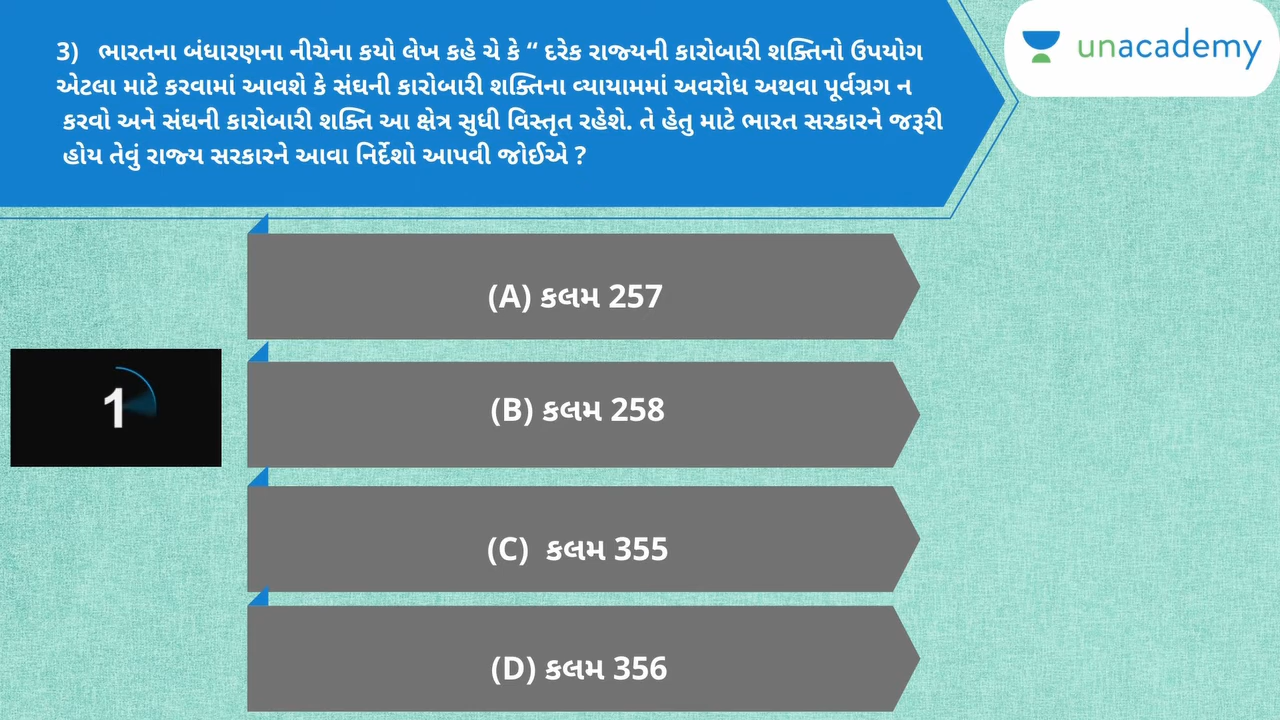 3) ભારતના બંધારણના નીચેના કયો લેખ કહે ચે કે “ દરેક રાજ્યની કારોબારી શક્તિનો ઉપયોગ
એટલા માટે કરવામાં આવશે કે સંઘની કારોબારી શક્તિના વ્યાયામમાં અવરોધ અથવા પૂર્વગ્રગ ન
કરવો અને સંઘની કારોબારી શક્તિ આ ક્ષેત્ર સુધી વિસ્તૃત રહેશે. તે હેતુ માટે ભારત સરકારને જરૂરી
હોય તેવું રાજ્ય સરકારને આવા નિર્દેશો આપવી જોઈએ ?
unacademy
(A) કલમ 257
(B) કલમ 258
1
(C) કલમ 355
(D) કલમ 356